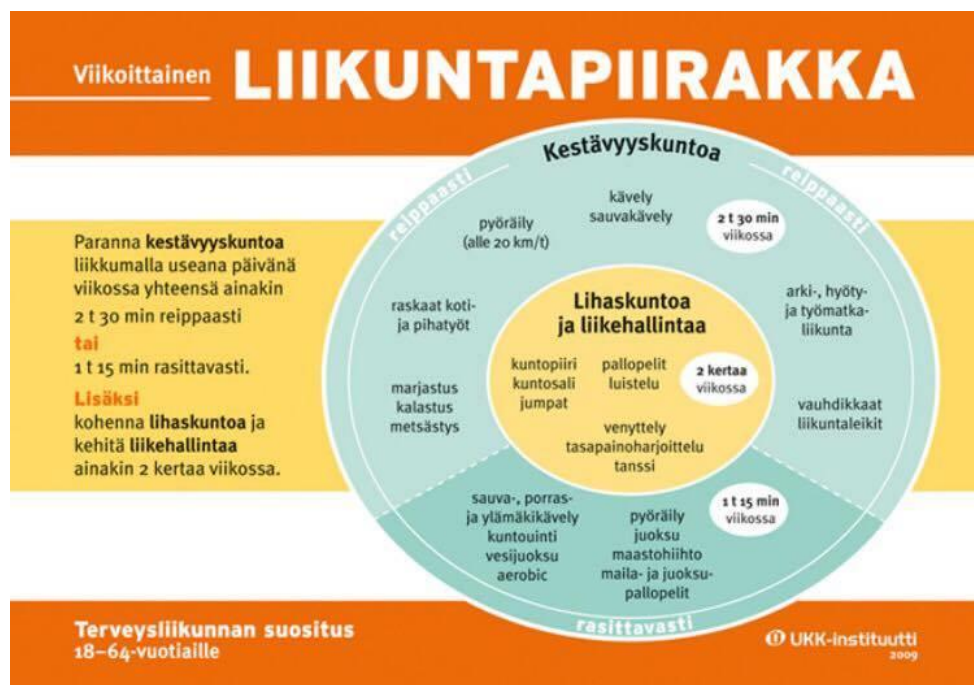 Viikoittainen LIIKUNTAPIIRAKKA
Paranna kestävyyskuntoa
liikkumalla useana päivänä
viikossa yhteensä ainakin
2 t 30 min reippaasti
tai
1 t 15 min rasittavasti.
Lisäksi
kohenna lihaskuntoa ja
kehitä liikehallintaa
ainakin 2 kertaa viikossa.
Kestävyyskuntoa
reippaasti
reippaasti
kävely
sauvakävely
2 t 30 min
viikossa
pyöräily
(alle 20 km/t)
raskaat koti-
ja pihatyöt
arki-, hyöty-
ja työmatka-
liikunta
marjastus
kalastus
metsästys
vauhdikkaat
liikuntaleikit
Lihaskuntoa
ja liikehallintaa
kuntopiiri
kuntosali
jumpat
pallopelit
luistelu
2 kertaa
viikossa
venyttely
tasapainoharjoittelu
tanssi
sauva-, porras-
ja ylämäkikävely
kuntouinti
vesijuoksu
aerobic
pyöräily
juoksu
maastohiihto
maila- ja juoksu-
pallopelit
1 t 15 min
viikossa
rasittavasti
Terveysliikunnan suositus
18–64-vuotiaille
UKK-instituutti
2009